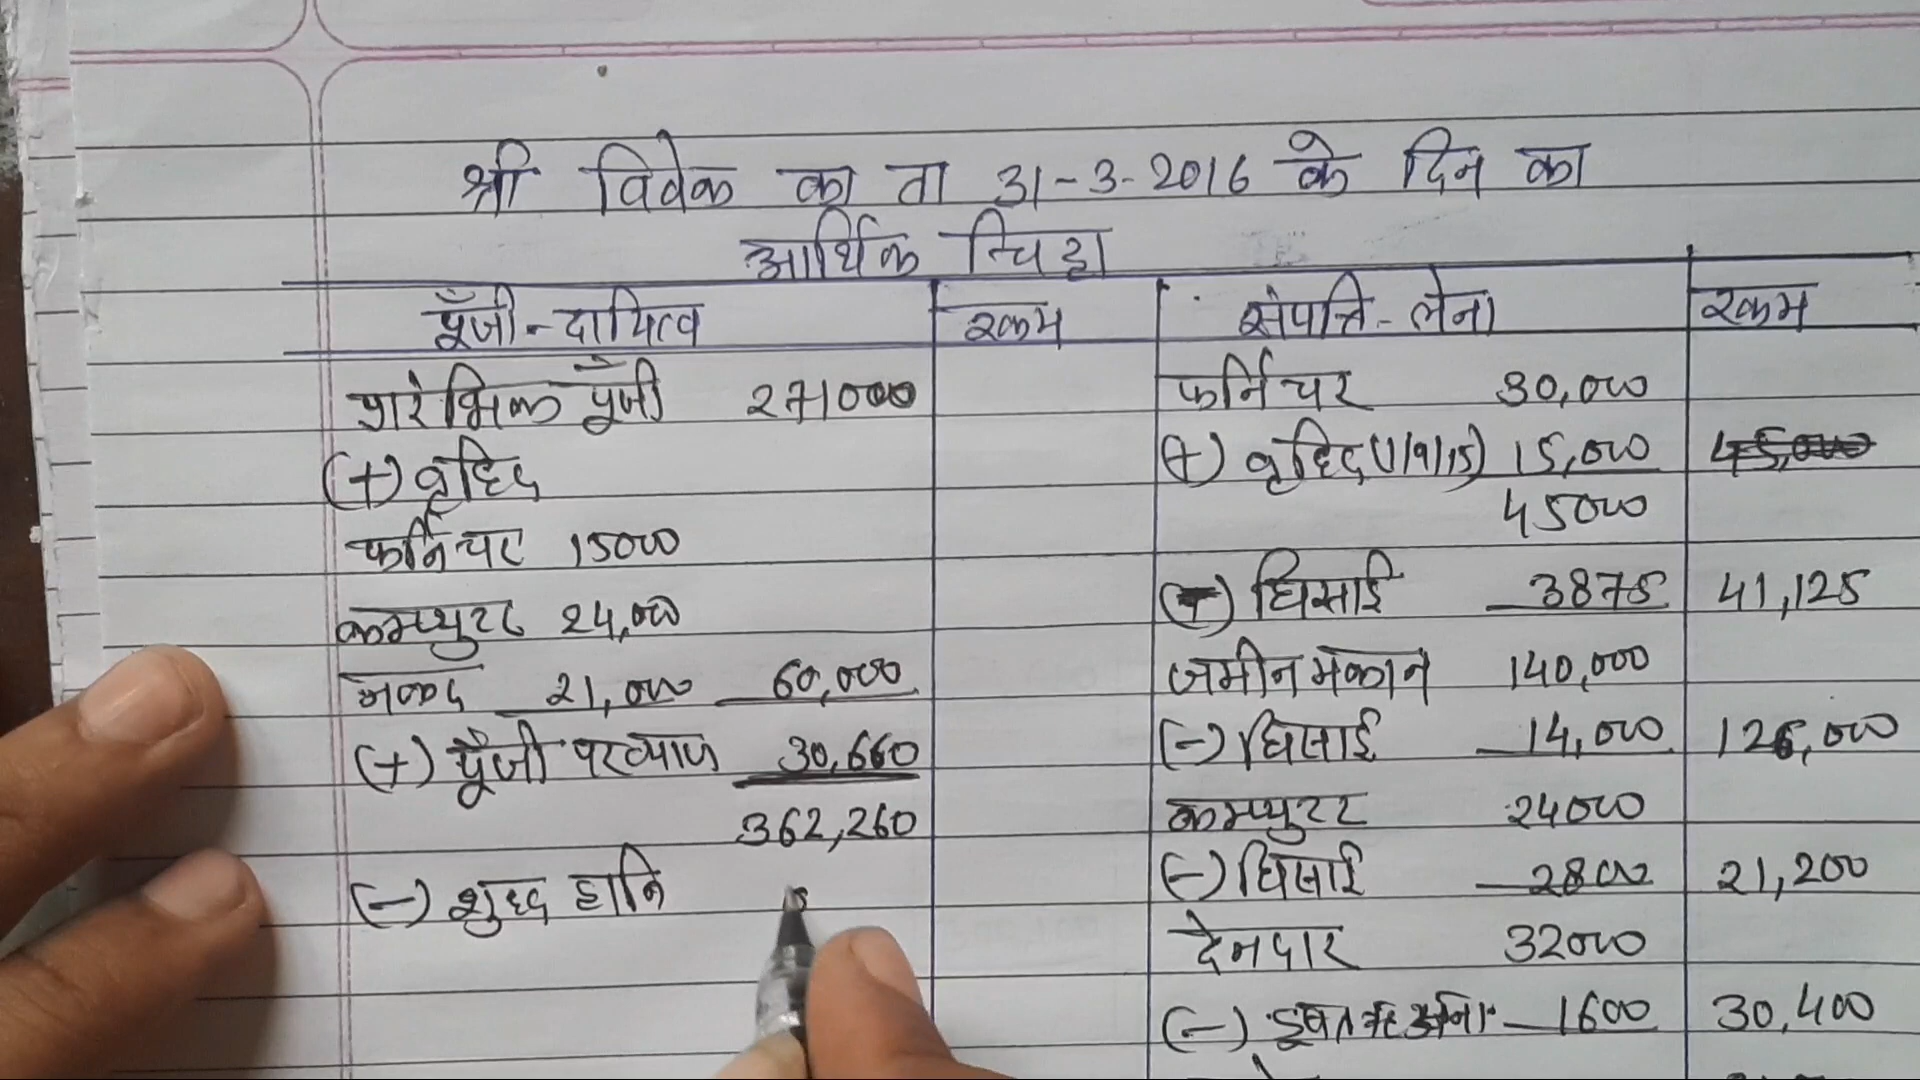 श्री विवेक का ता 31-3-2016 के दिन का
आर्थिक चिट्ठा
पूँजी-दायित्व रकम संपत्ति-लेना रकम
प्रारंभिक पूँजी 271000
(+) वृद्धि
फर्निचर 15000
कम्प्युटर 24,000
नकद 21,000 60,000
(+) पूँजी पर व्याज 30,660
362,260
(-) शुद्ध हानि
फर्निचर 30,000
(+) वृद्धि (1/9/15) 15,000 45,000
45000
(-) घिसाई 3875 41,125
जमीन मकान 140,000
(-) घिसाई 14,000 126,000
कम्प्युटर 24000
(-) घिसाई 2800 21,200
देनदार 32000
(-) 1600 30,400